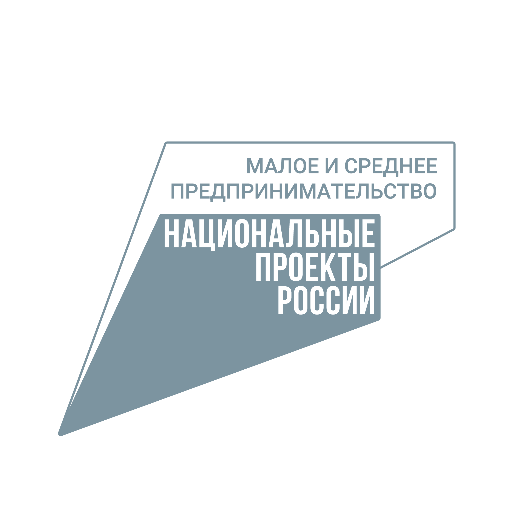 МАЛОЕ И СРЕДНЕЕ
ПРЕДПРИНИМАТЕЛЬСТВО
НАЦИОНАЛЬНЫЕ
ПРОЕКТЫ
РОССИИ